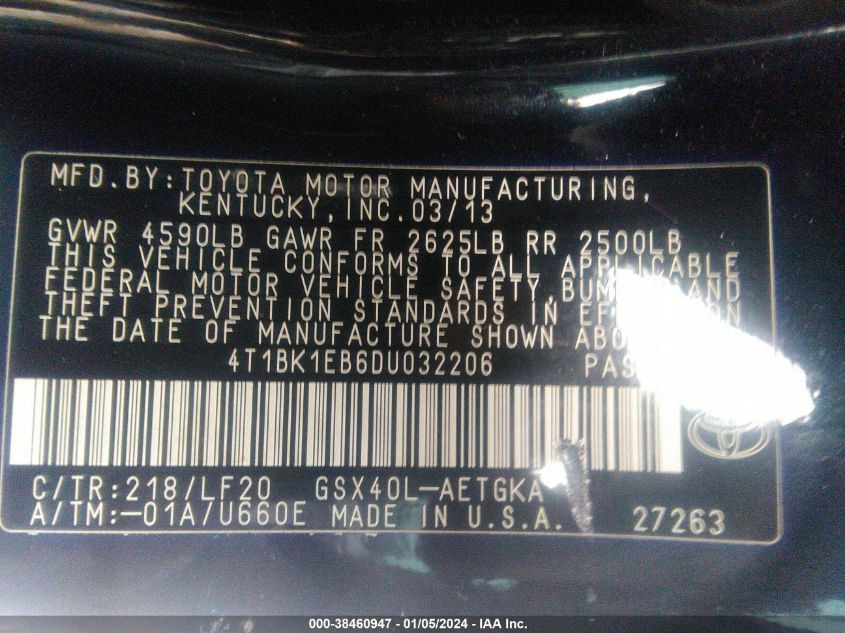 MFD.BY:TOYOTA MOTOR MANUFACTURING,
KENTUCKY,INC.03/13
GVWR 4590LB GAWR FR 2625LB RR 2500LB
THIS VEHICLE CONFORMS TO ALL APPLICABLE
FEDERAL MOTOR VEHICLE SAFETY, AND
THEFT PREVENTION STANDARDS IN
THE DATE OF MANUFACTURE SHOWN
4T1BK1EB6DU032206
C/TR:218/LF20 GSX40L-AETGKA
A/TM:-01A/U660E MADE IN U.S.A. 27263
000-38460947 - 01/05/2024 - IAA Inc.